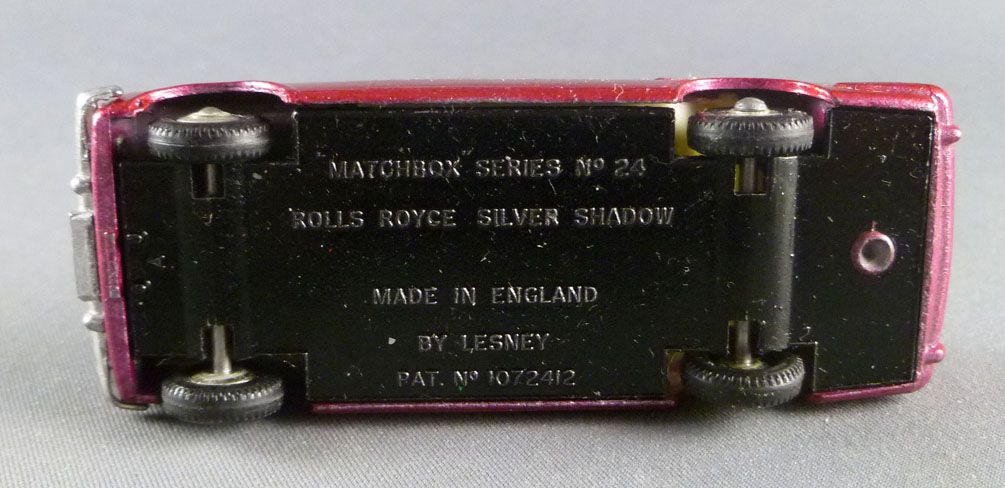 "MATCHBOX" SERIES Nº 24
ROLLS ROYCE SILVER SHADOW
MADE IN ENGLAND
BY LESNEY
PAT. Nº 1072412